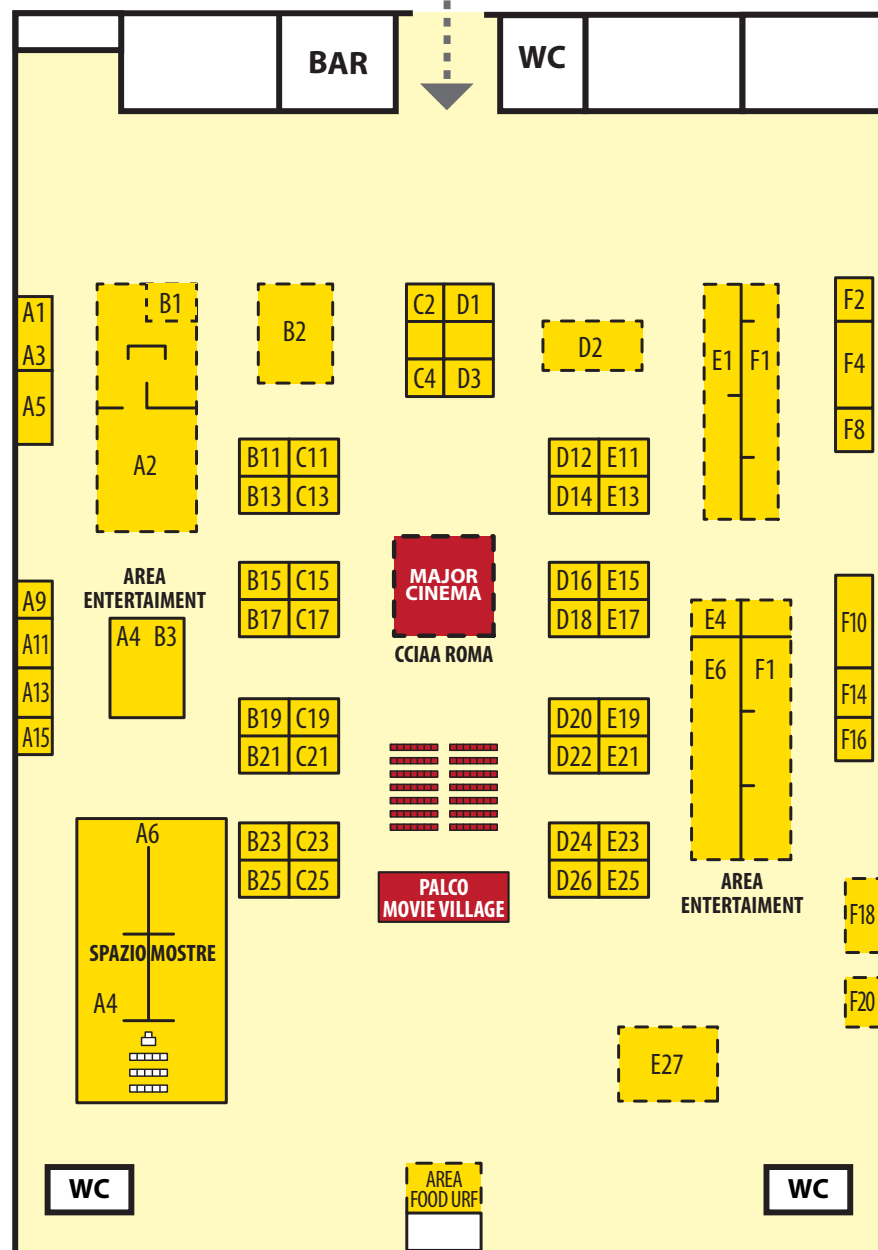 BAR
WC
A1
A3
A5
B1
A2
B2
C2 D1
C4 D3
D2
E1 F1
F2
F4
F8
B11 C11
B13 C13
D12 E11
D14 E13
AREA
ENTERTAIMENT
A4 B3
A9
A11
A13
A15
B15 C15
B17 C17
MAJOR
CINEMA
CCIAA ROMA
D16 E15
D18 E17
E4
E6 F1
F10
F14
F16
B19 C19
B21 C21
D20 E19
D22 E21
A6
SPAZIO MOSTRE
A4
B23 C23
B25 C25
PALCO
MOVIE VILLAGE
D24 E23
D26 E25
AREA
ENTERTAIMENT
F18
F20
E27
WC
AREA
FOOD URF
WC